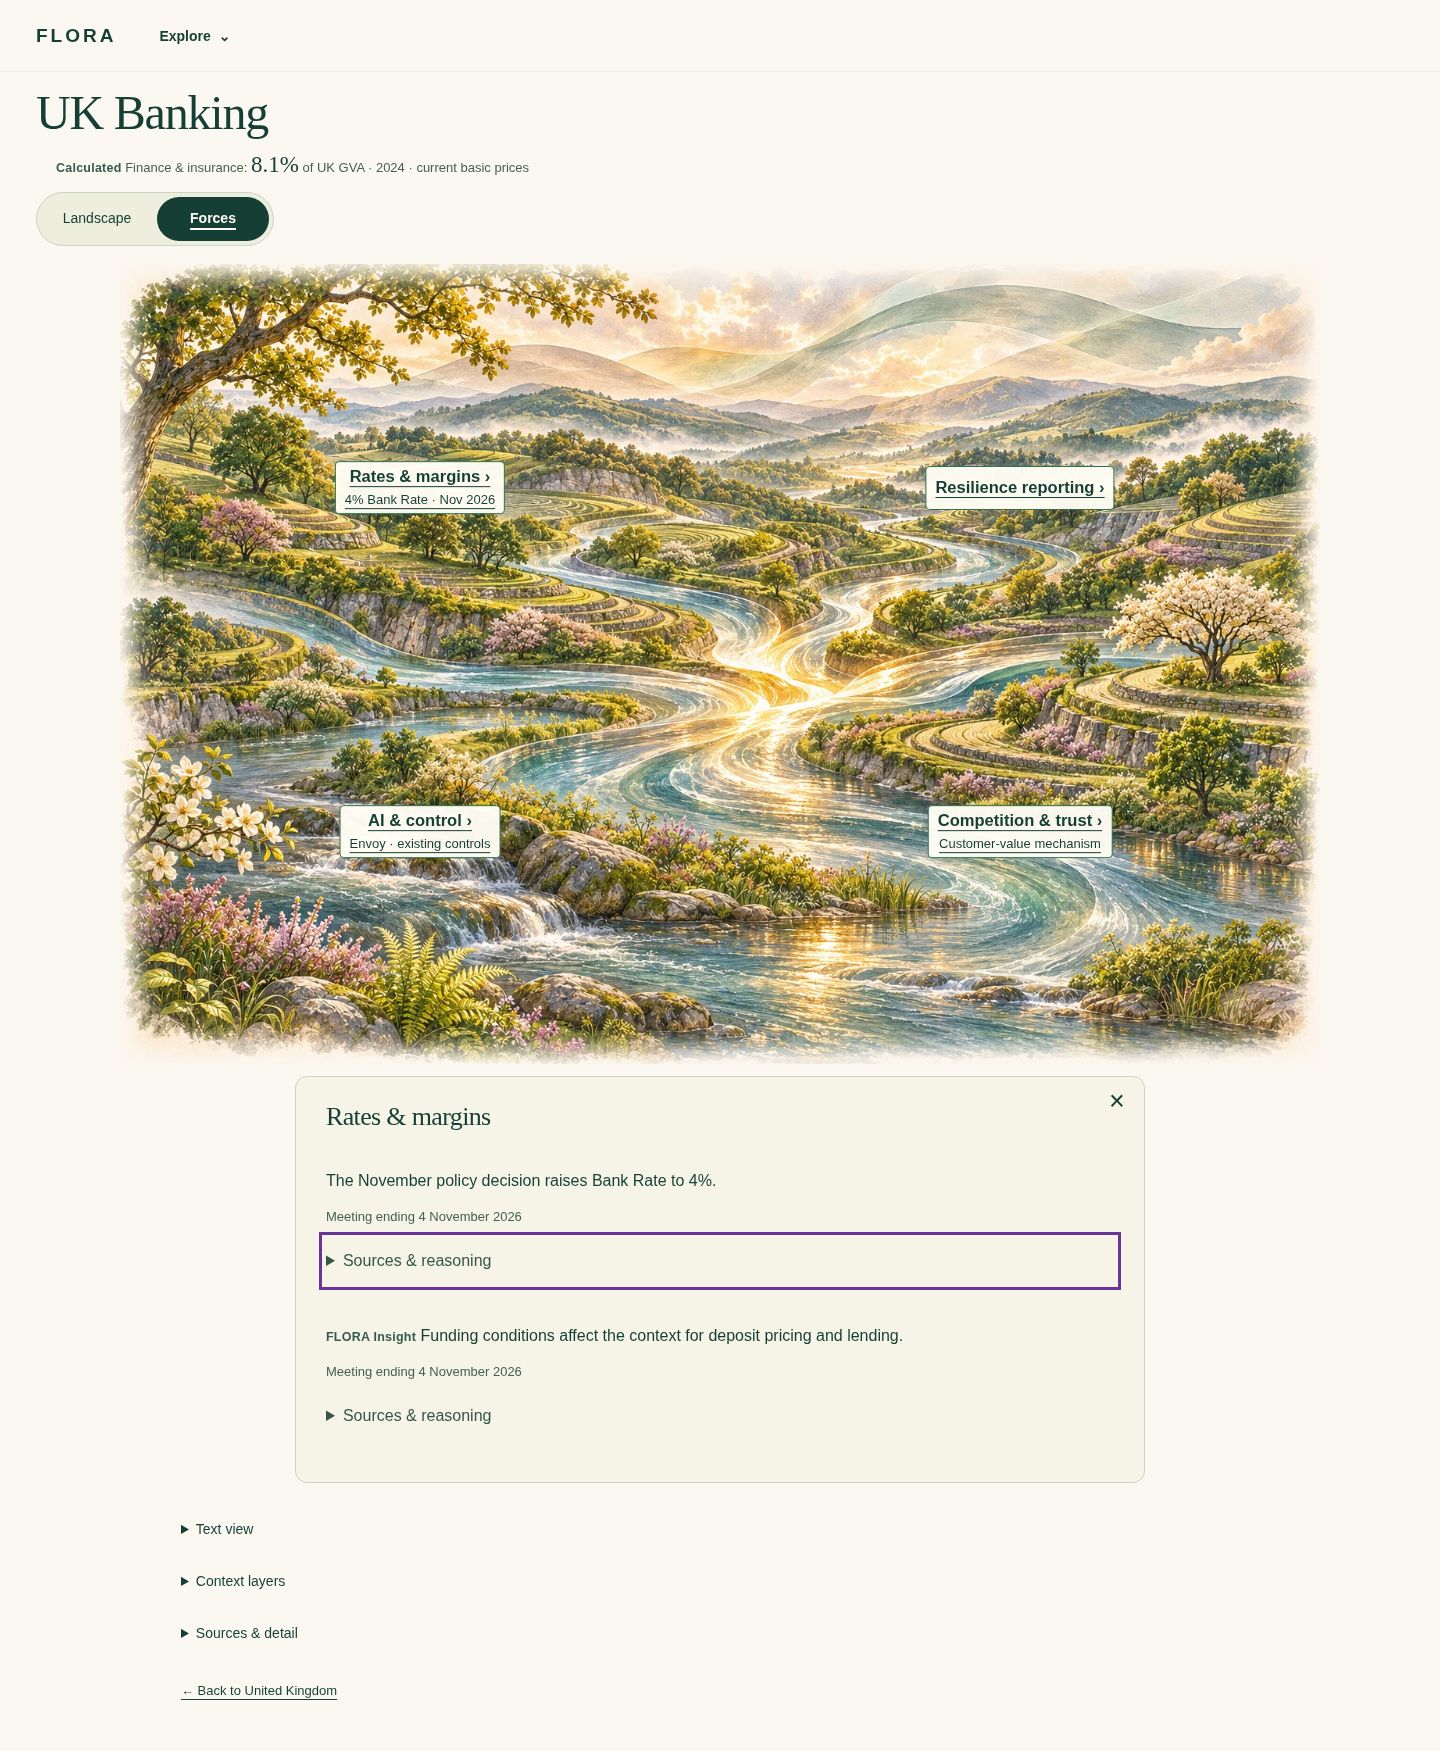 FLORA
Explore ⌄
UK Banking
Calculated Finance & insurance: 8.1% of UK GVA · 2024 · current basic prices
Landscape
Forces
Rates & margins ›
4% Bank Rate · Nov 2026
Resilience reporting ›
AI & control ›
Envoy · existing controls
Competition & trust ›
Customer-value mechanism
Rates & margins
✕
The November policy decision raises Bank Rate to 4%.
Meeting ending 4 November 2026
▶ Sources & reasoning
FLORA Insight Funding conditions affect the context for deposit pricing and lending.
Meeting ending 4 November 2026
▶ Sources & reasoning
▶ Text view
▶ Context layers
▶ Sources & detail
← Back to United Kingdom